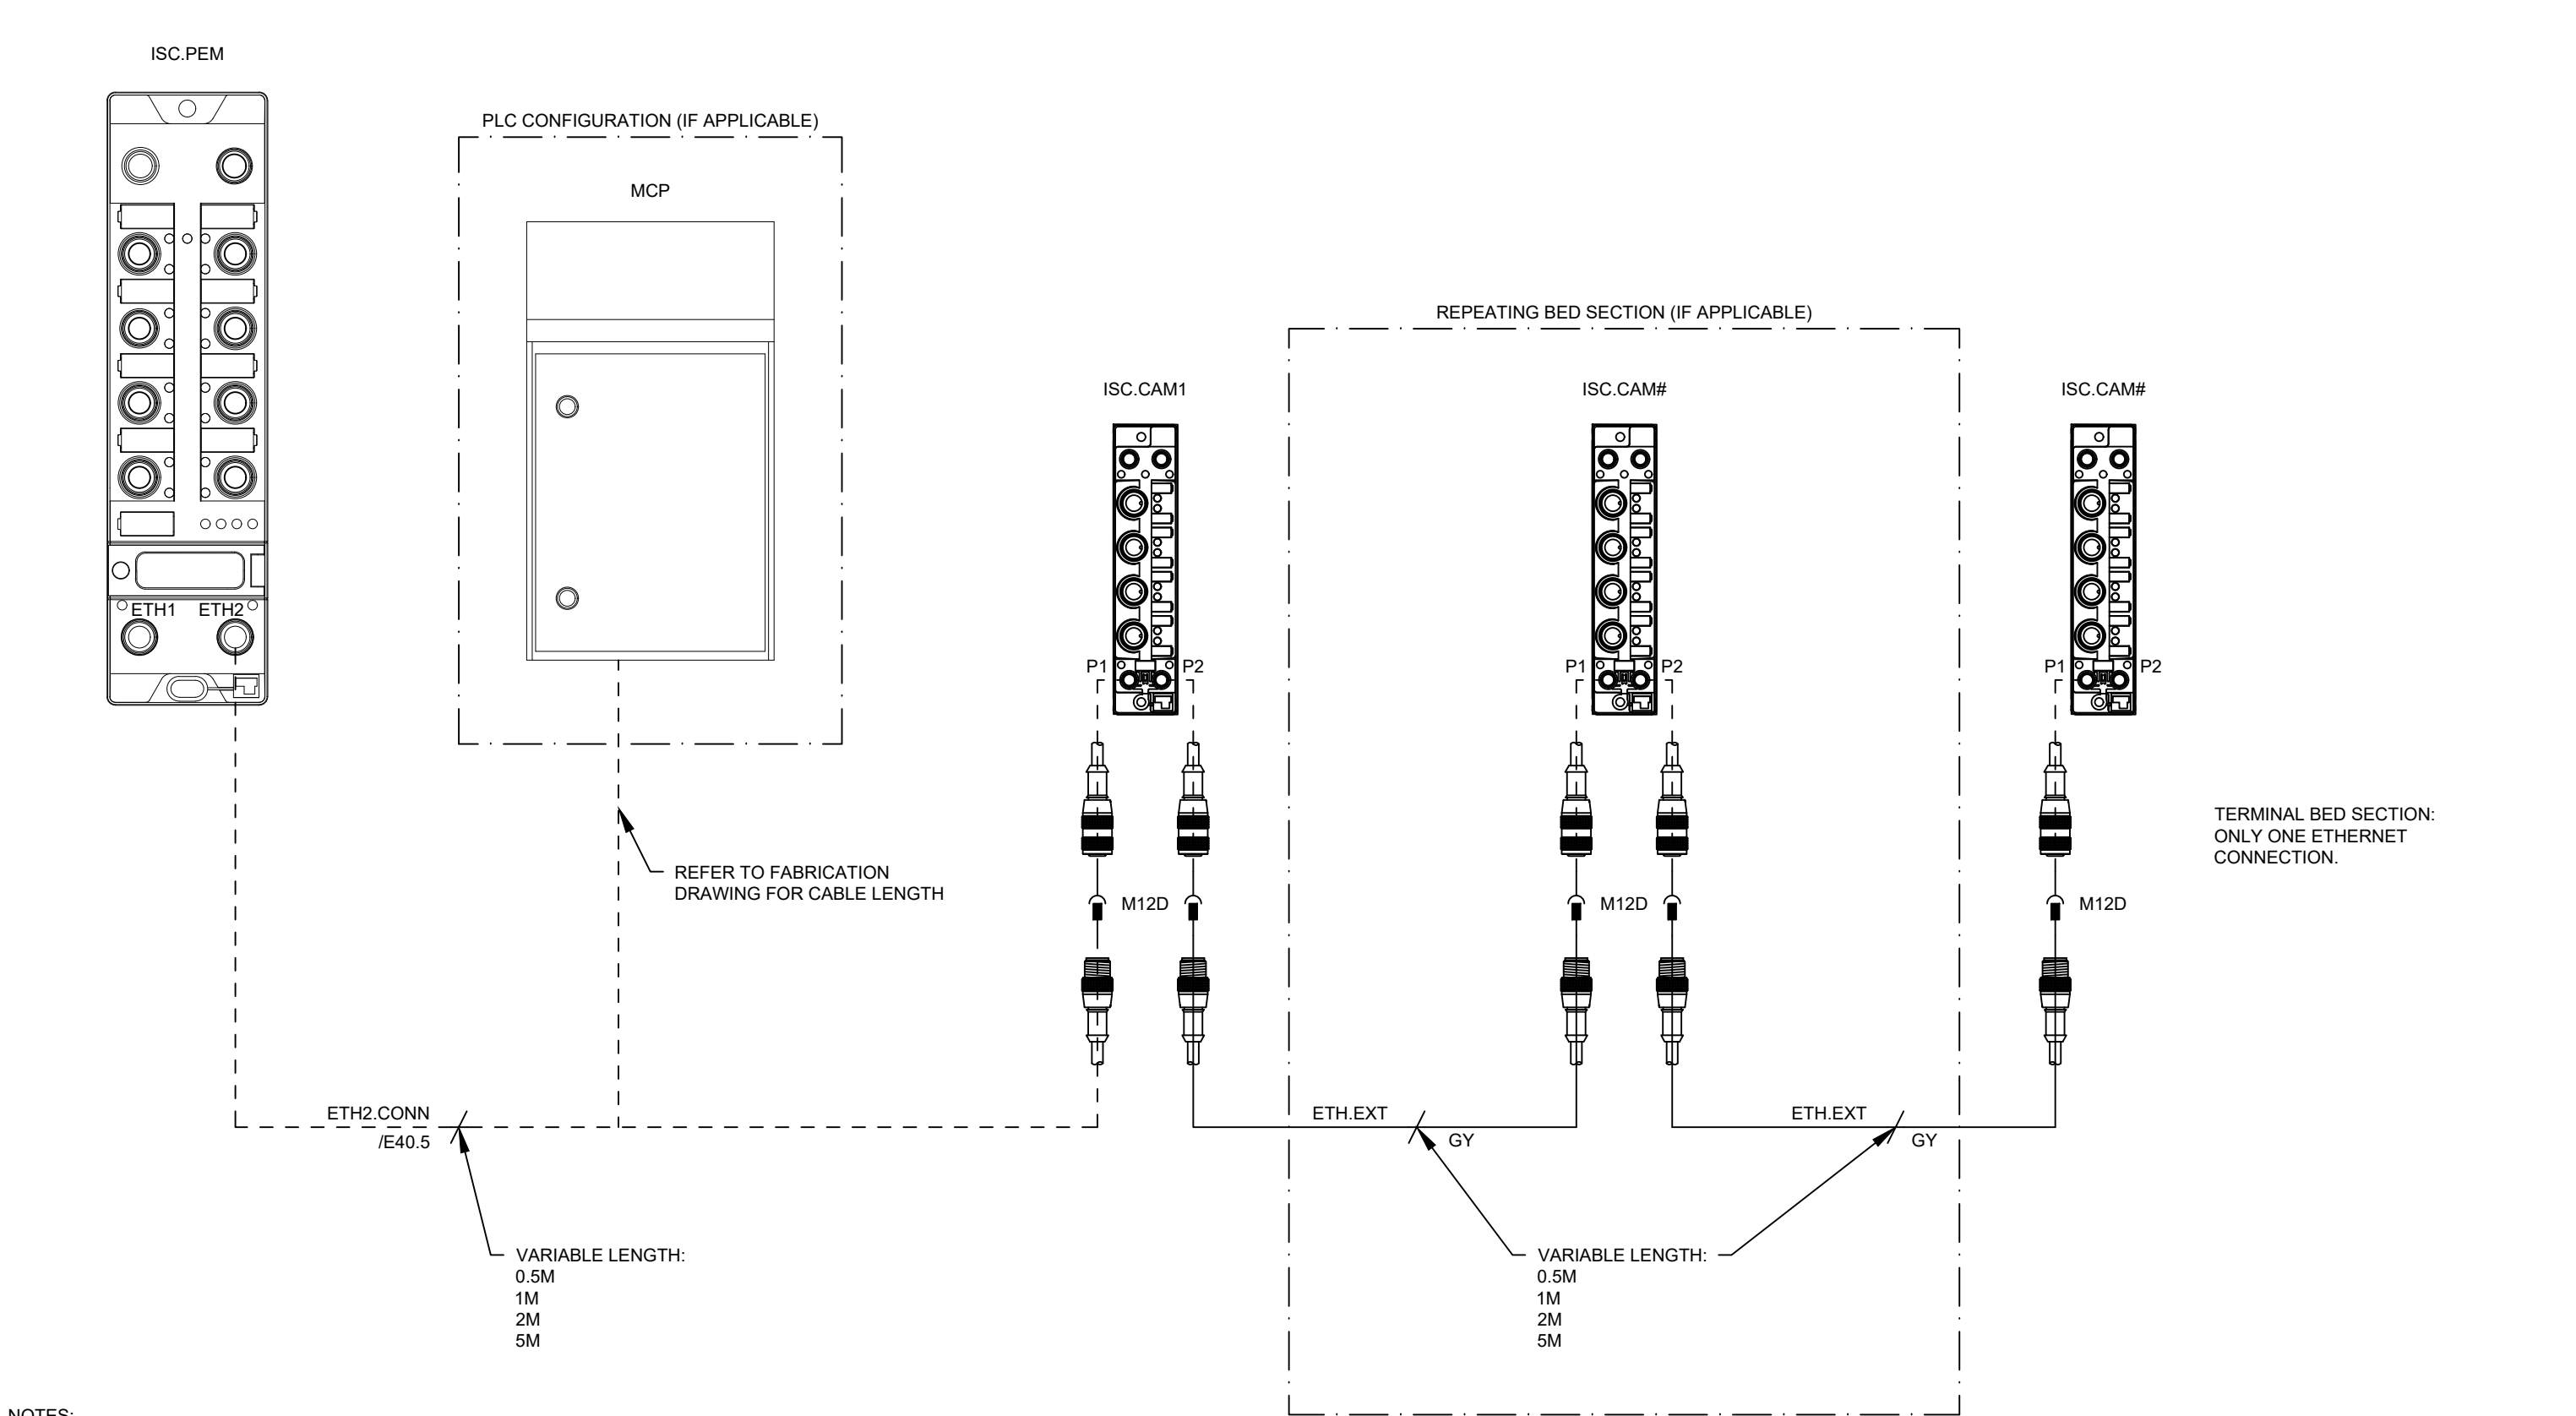 ISC.PEM
PLC CONFIGURATION (IF APPLICABLE)
MCP
REPEATING BED SECTION (IF APPLICABLE)
ISC.CAM1
ISC.CAM#
ISC.CAM#
ETH1 ETH2
P1 P2
P1 P2
P1 P2
TERMINAL BED SECTION:
ONLY ONE ETHERNET
CONNECTION.
REFER TO FABRICATION
DRAWING FOR CABLE LENGTH
M12D
M12D
M12D
ETH2.CONN
/E40.5
ETH.EXT
GY
ETH.EXT
GY
VARIABLE LENGTH:
0.5M
1M
2M
5M
VARIABLE LENGTH:
0.5M
1M
2M
5M
NOTES: